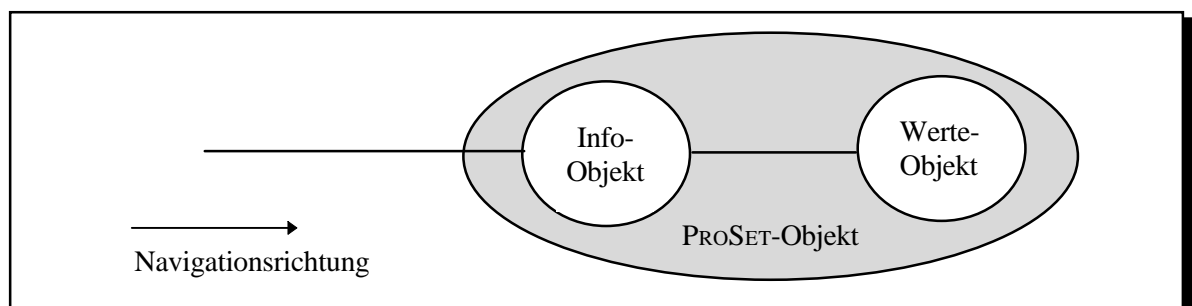 Info-
Objekt
Werte-
Objekt
PROSET-Objekt
Navigationsrichtung